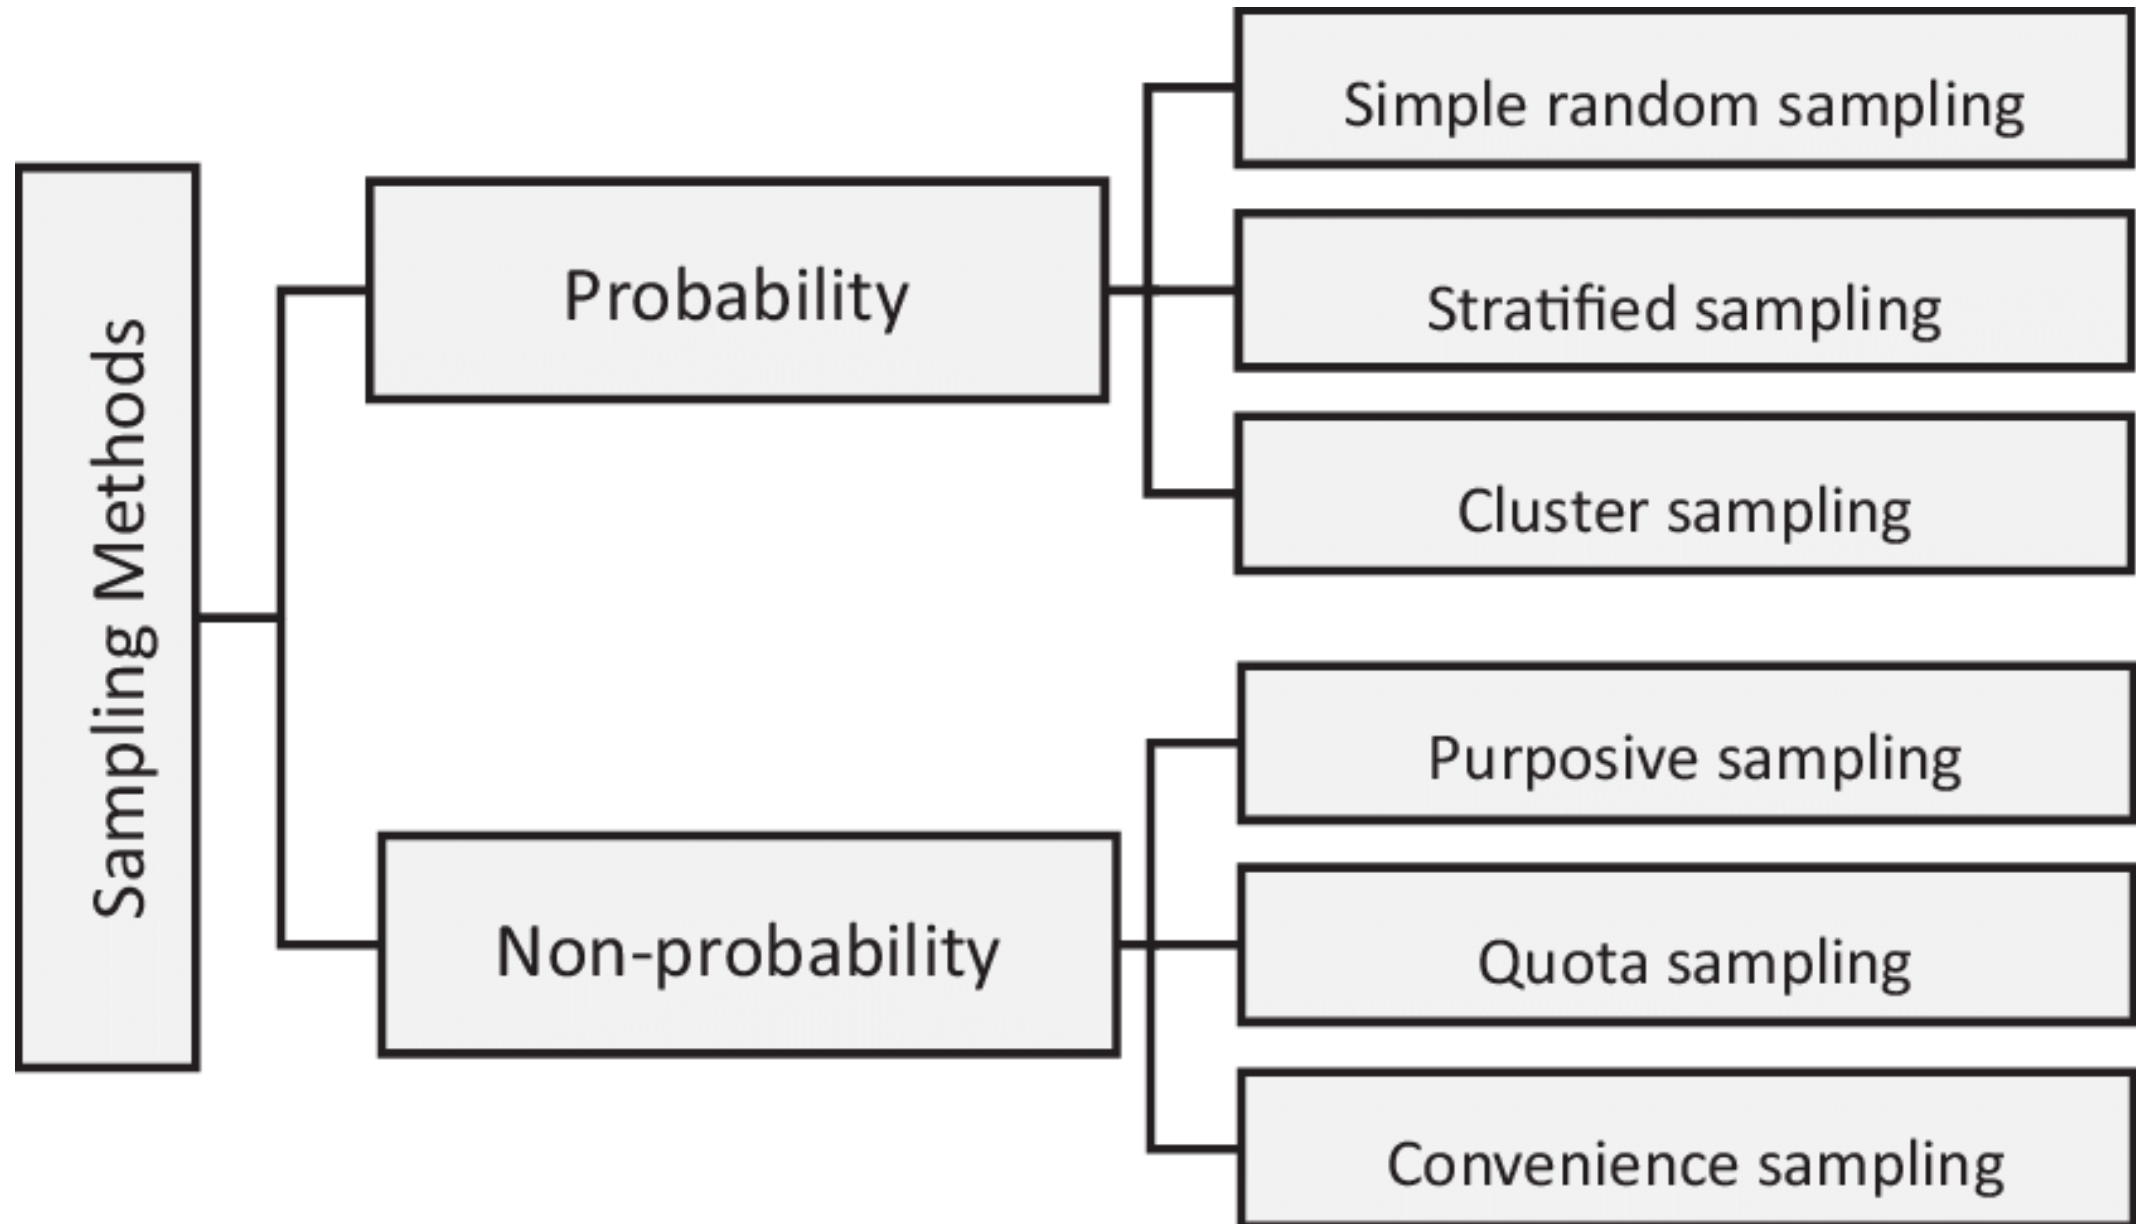 Sampling Methods
Probability
Simple random sampling
Stratified sampling
Cluster sampling
Non-probability
Purposive sampling
Quota sampling
Convenience sampling